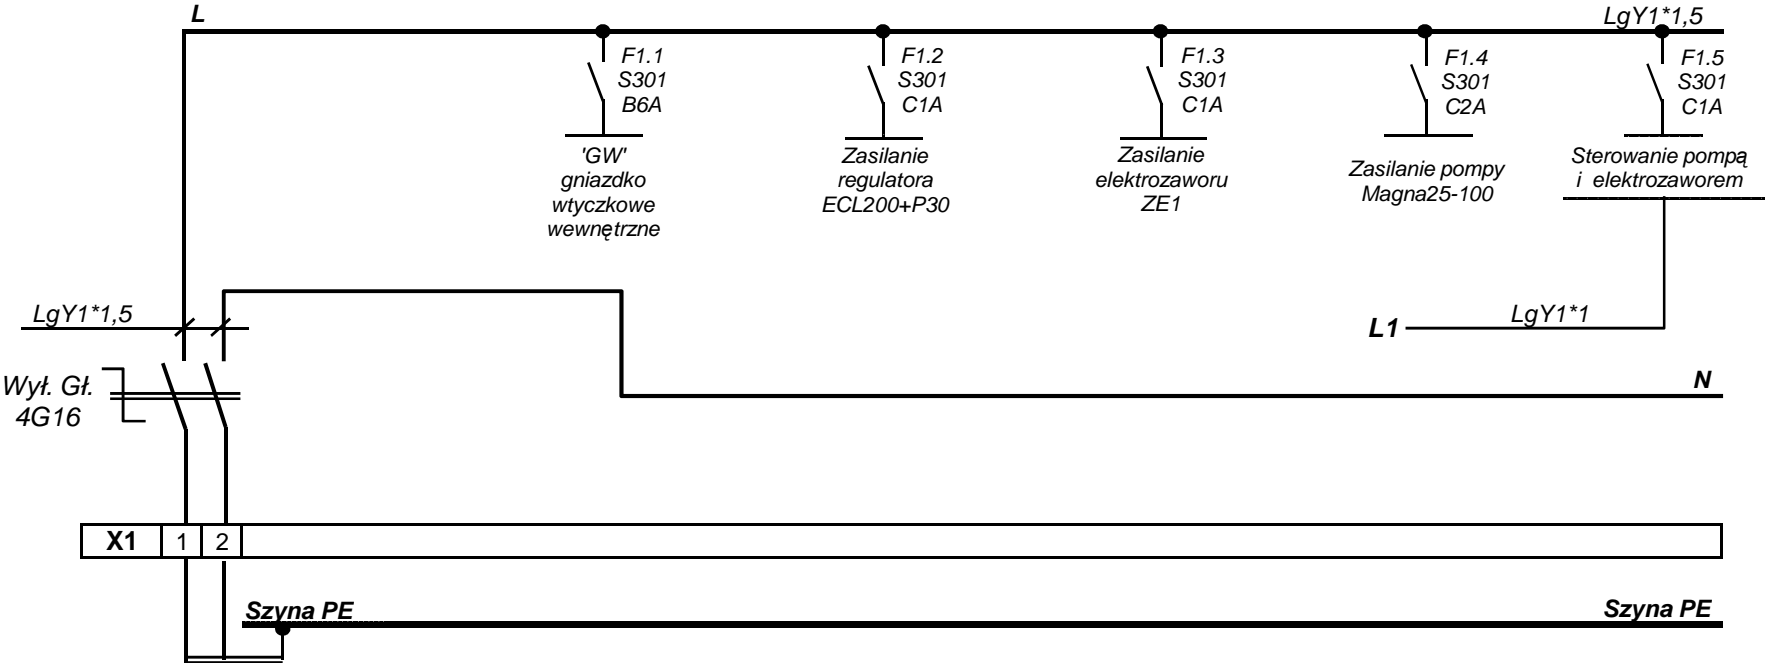 L
LgY1*1,5
F1.1
S301
B6A
F1.2
S301
C1A
F1.3
S301
C1A
F1.4
S301
C2A
F1.5
S301
C1A
'GW'
gniazdko
wtyczkowe
wewnętrzne
Zasilanie
regulatora
ECL200+P30
Zasilanie
elektrozaworu
ZE1
Zasilanie pompy
Magna25-100
Sterowanie pompą
i elektrozaworem
LgY1*1,5
L1
LgY1*1
Wył. Gł.
4G16
N
X1 1 2
Szyna PE
Szyna PE